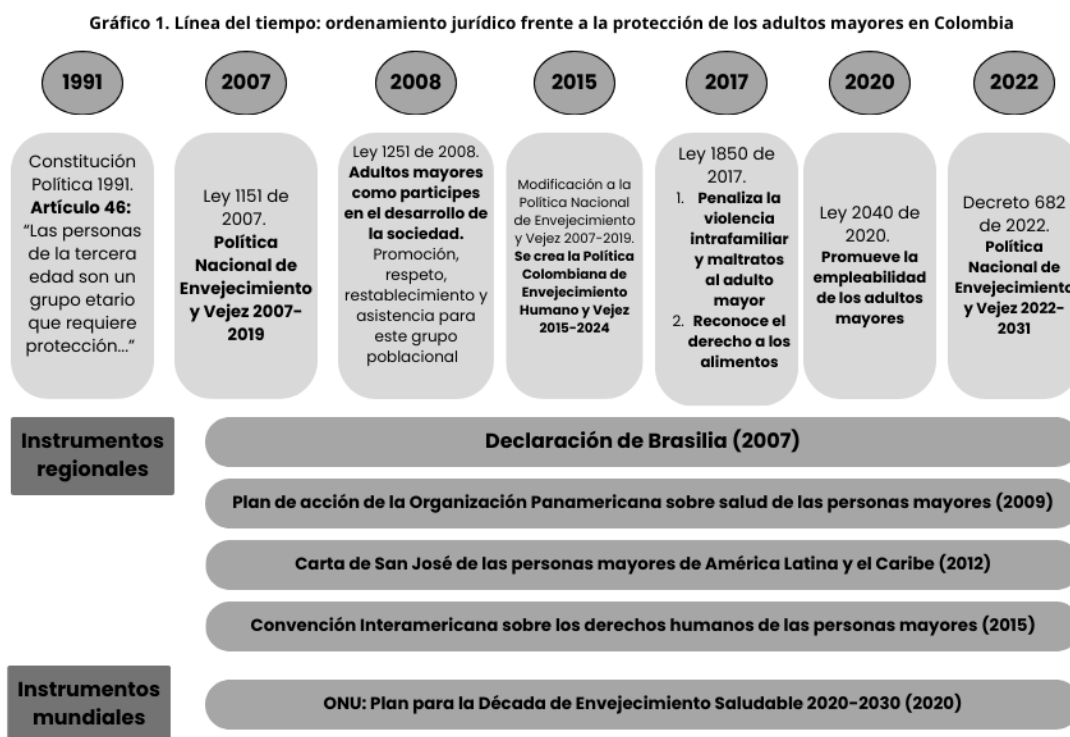 Gráfico 1. Línea del tiempo: ordenamiento jurídico frente a la protección de los adultos mayores en Colombia
1991
2007
2008
2015
2017
2020
2022
Constitución
Política 1991.
Artículo 46:
“Las personas
de la tercera
edad son un
grupo etario
que requiere
protección...”
Ley 1151 de
2007.
Política
Nacional de
Envejecimiento
y Vejez 2007-
2019
Ley 1251 de 2008.
Adultos mayores
como participes
en el desarrollo de
la sociedad.
Promoción,
respeto,
restablecimiento y
asistencia para
este grupo
poblacional
Modificación a la
Política Nacional
de Envejecimiento
y Vejez 2007-2019.
Se crea la Política
Colombiana de
Envejecimiento
Humano y Vejez
2015-2024
Ley 1850 de
2017.
1. Penaliza la
violencia
intrafamiliar
y maltratos
al adulto
mayor
2. Reconoce el
derecho a los
alimentos
Ley 2040 de
2020.
Promueve la
empleabilidad
de los adultos
mayores
Decreto 682
de 2022.
Política
Nacional de
Envejecimiento
y Vejez 2022-
2031
Instrumentos
regionales
Declaración de Brasilia (2007)
Plan de acción de la Organización Panamericana sobre salud de las personas mayores (2009)
Carta de San José de las personas mayores de América Latina y el Caribe (2012)
Convención Interamericana sobre los derechos humanos de las personas mayores (2015)
Instrumentos
mundiales
ONU: Plan para la Década de Envejecimiento Saludable 2020-2030 (2020)